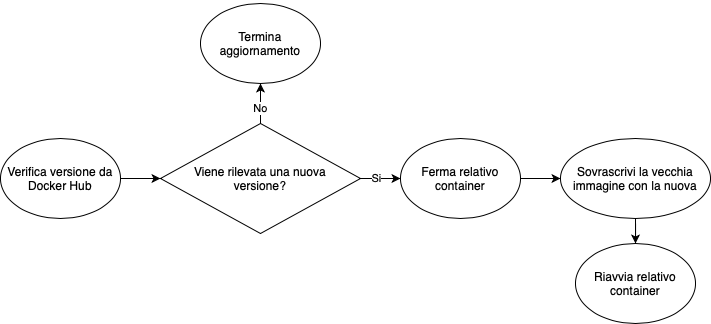 Termina
aggiornamento
No
Verifica versione da
Docker Hub
Viene rilevata una nuova
versione?
Si
Ferma relativo
container
Sovrascrivi la vecchia
immagine con la nuova
Riavvia relativo
container